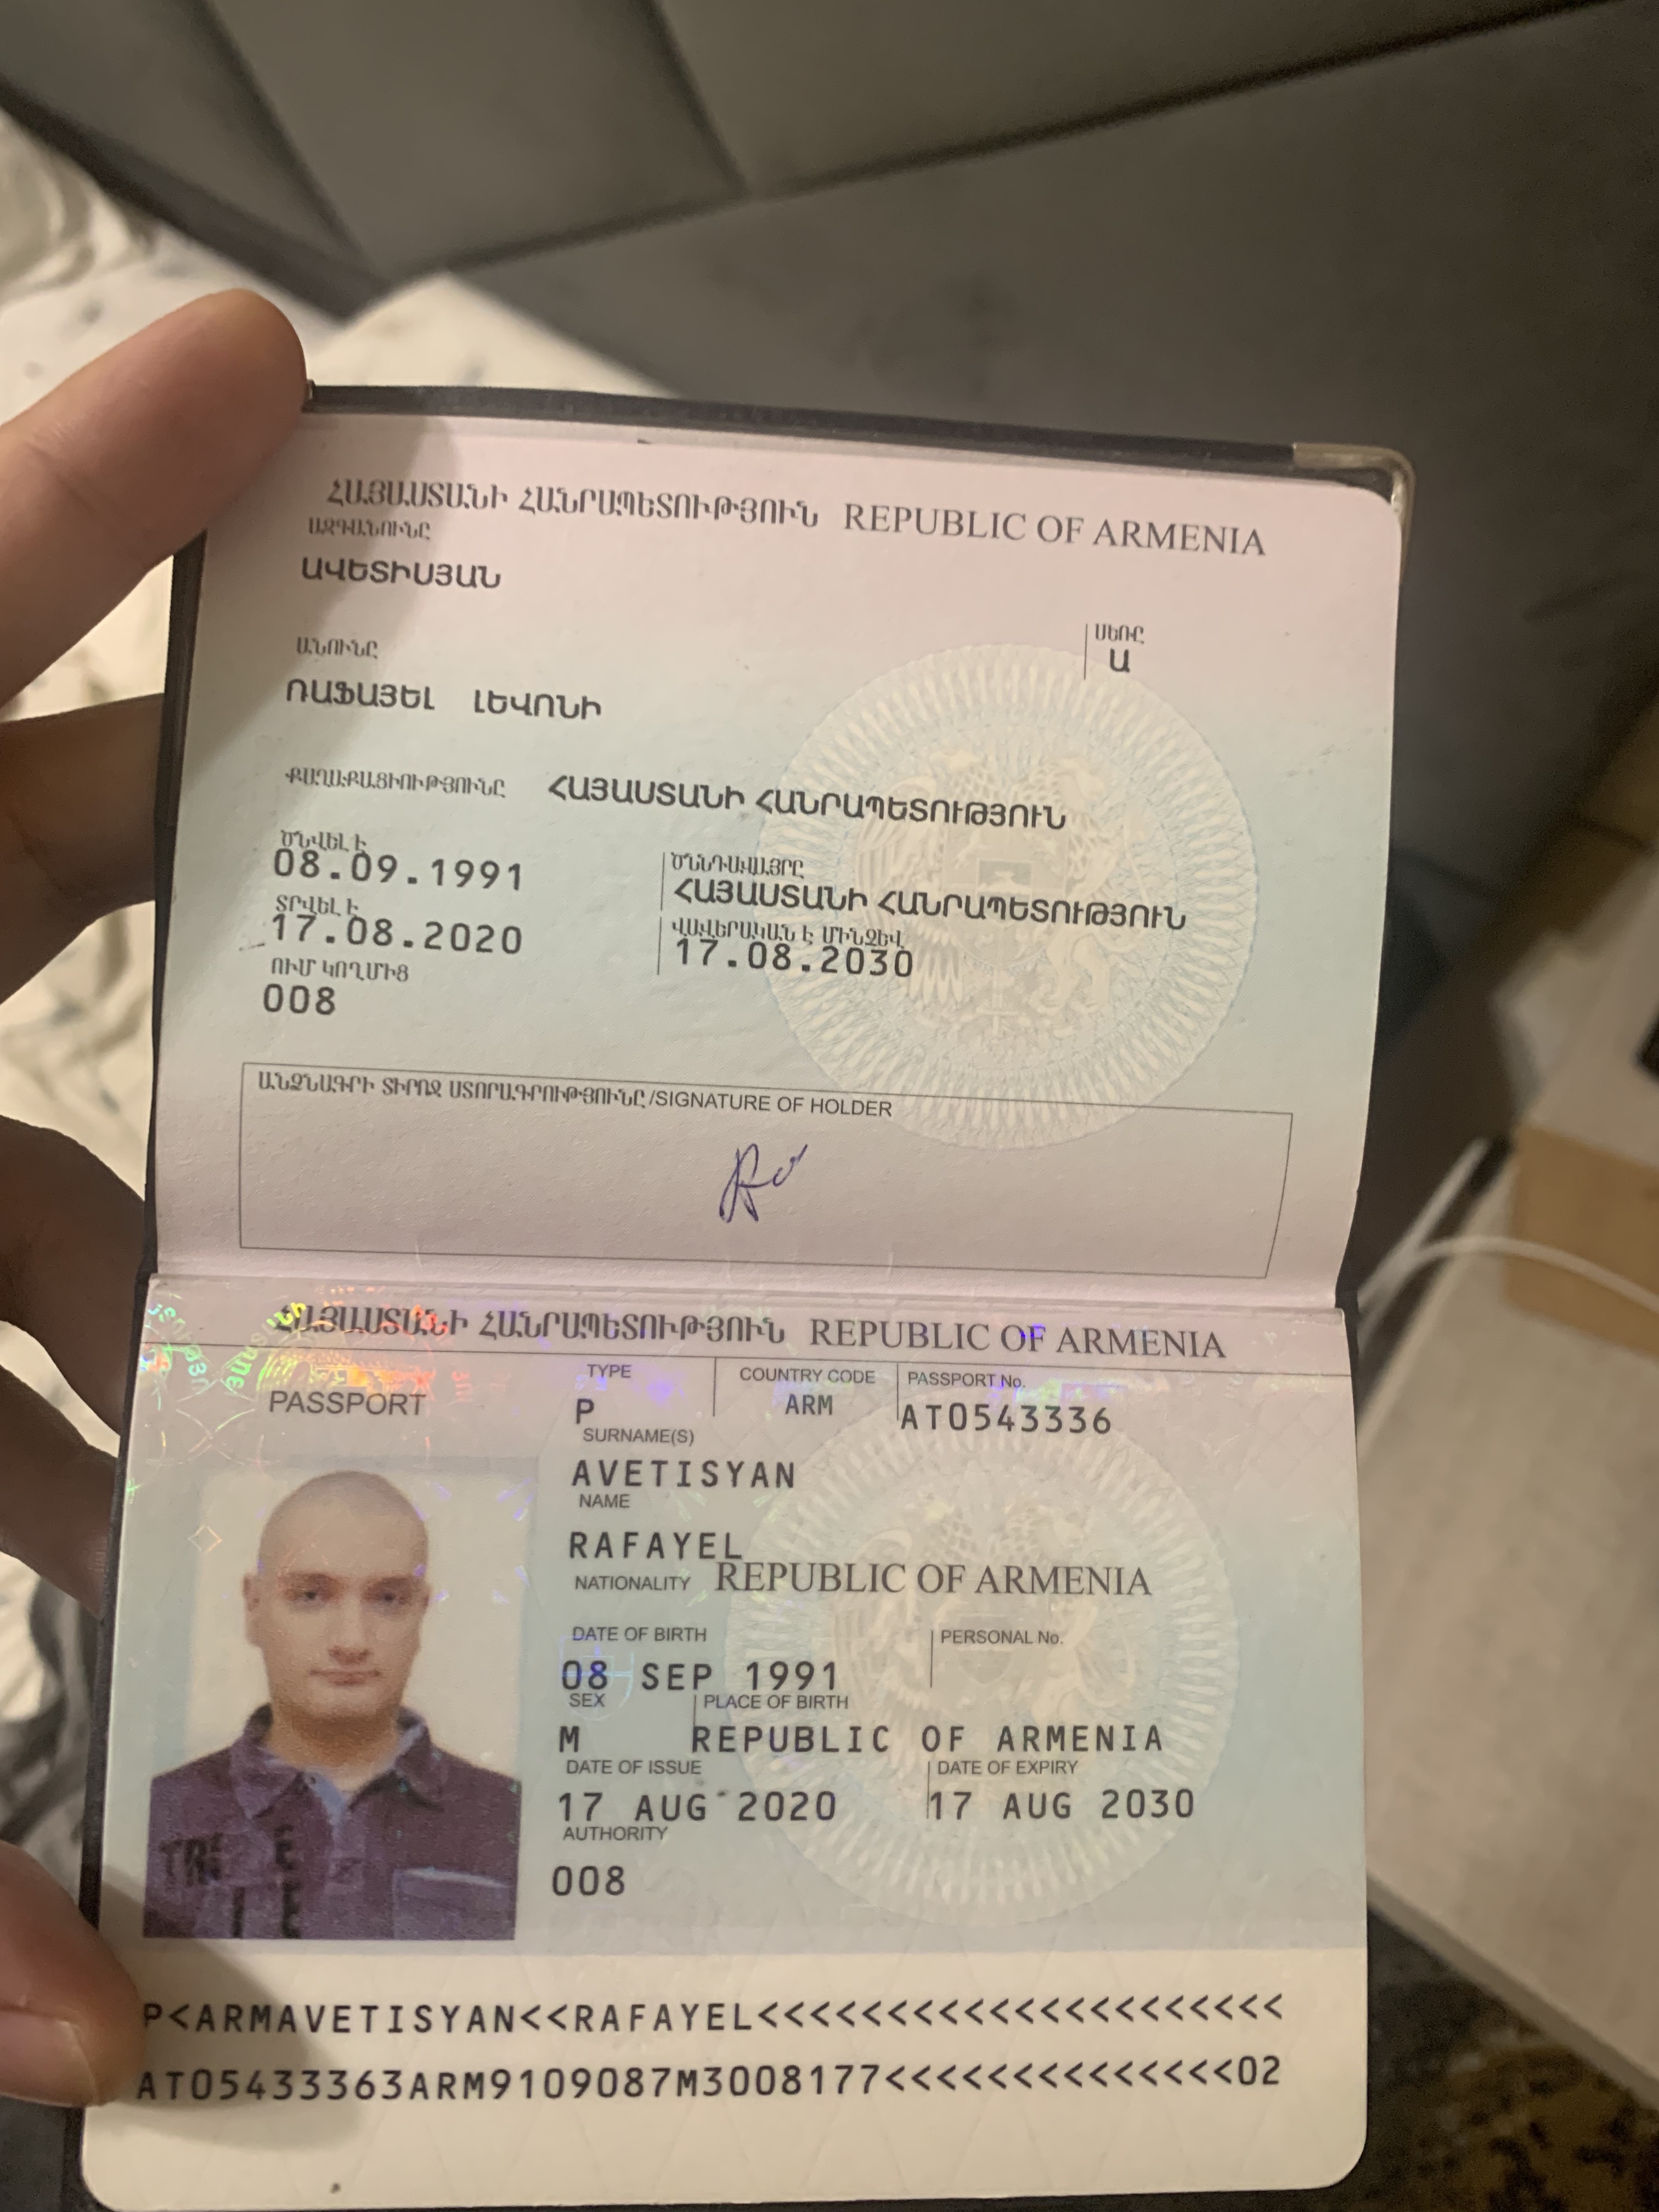 ՀԱՅԱՍՏԱՆԻ ՀԱՆՐԱՊԵՏՈՒԹՅՈՒՆ REPUBLIC OF ARMENIA
ԱԶԳԱՆՈՒՆԸ
ԱՎԵՏԻՍՅԱՆ
ԱՆՈՒՆԸ
ՍԵՌԸ
Ա
ՌԱՖԱՅԵԼ ԼԵՎՈՆԻ
ՔԱՂԱՔԱՑԻՈՒԹՅՈՒՆԸ ՀԱՅԱՍՏԱՆԻ ՀԱՆՐԱՊԵՏՈՒԹՅՈՒՆ
ԾՆՎԵԼ Է ԾՆՆԴԱՎԱՅՐԸ
08.09.1991 ՀԱՅԱՍՏԱՆԻ ՀԱՆՐԱՊԵՏՈՒԹՅՈՒՆ
ՏՐՎԵԼ Է ՎԱՎԵՐԱԿԱՆ Է ՄԻՆՉԵՎ
17.08.2020 17.08.2030
ՈՒՄ ԿՈՂՄԻՑ
008
ԱՆՁՆԱԳՐԻ ՏԻՐՈՋ ՍՏՈՐԱԳՐՈՒԹՅՈՒՆԸ/SIGNATURE OF HOLDER
ՀԱՅԱՍՏԱՆԻ ՀԱՆՐԱՊԵՏՈՒԹՅՈՒՆ REPUBLIC OF ARMENIA
PASSPORT
TYPE COUNTRY CODE PASSPORT No.
P ARM AT0543336
SURNAME(S)
AVETISYAN
NAME
RAFAYEL
NATIONALITY REPUBLIC OF ARMENIA
DATE OF BIRTH PERSONAL No.
08 SEP 1991
SEX PLACE OF BIRTH
M REPUBLIC OF ARMENIA
DATE OF ISSUE DATE OF EXPIRY
17 AUG 2020 17 AUG 2030
AUTHORITY
008
P<ARMAVETISYAN<<RAFAYEL<<<<<<<<<<<<<<<<<<<<<
AT05433363ARM9109087M3008177<<<<<<<<<<<<<<02